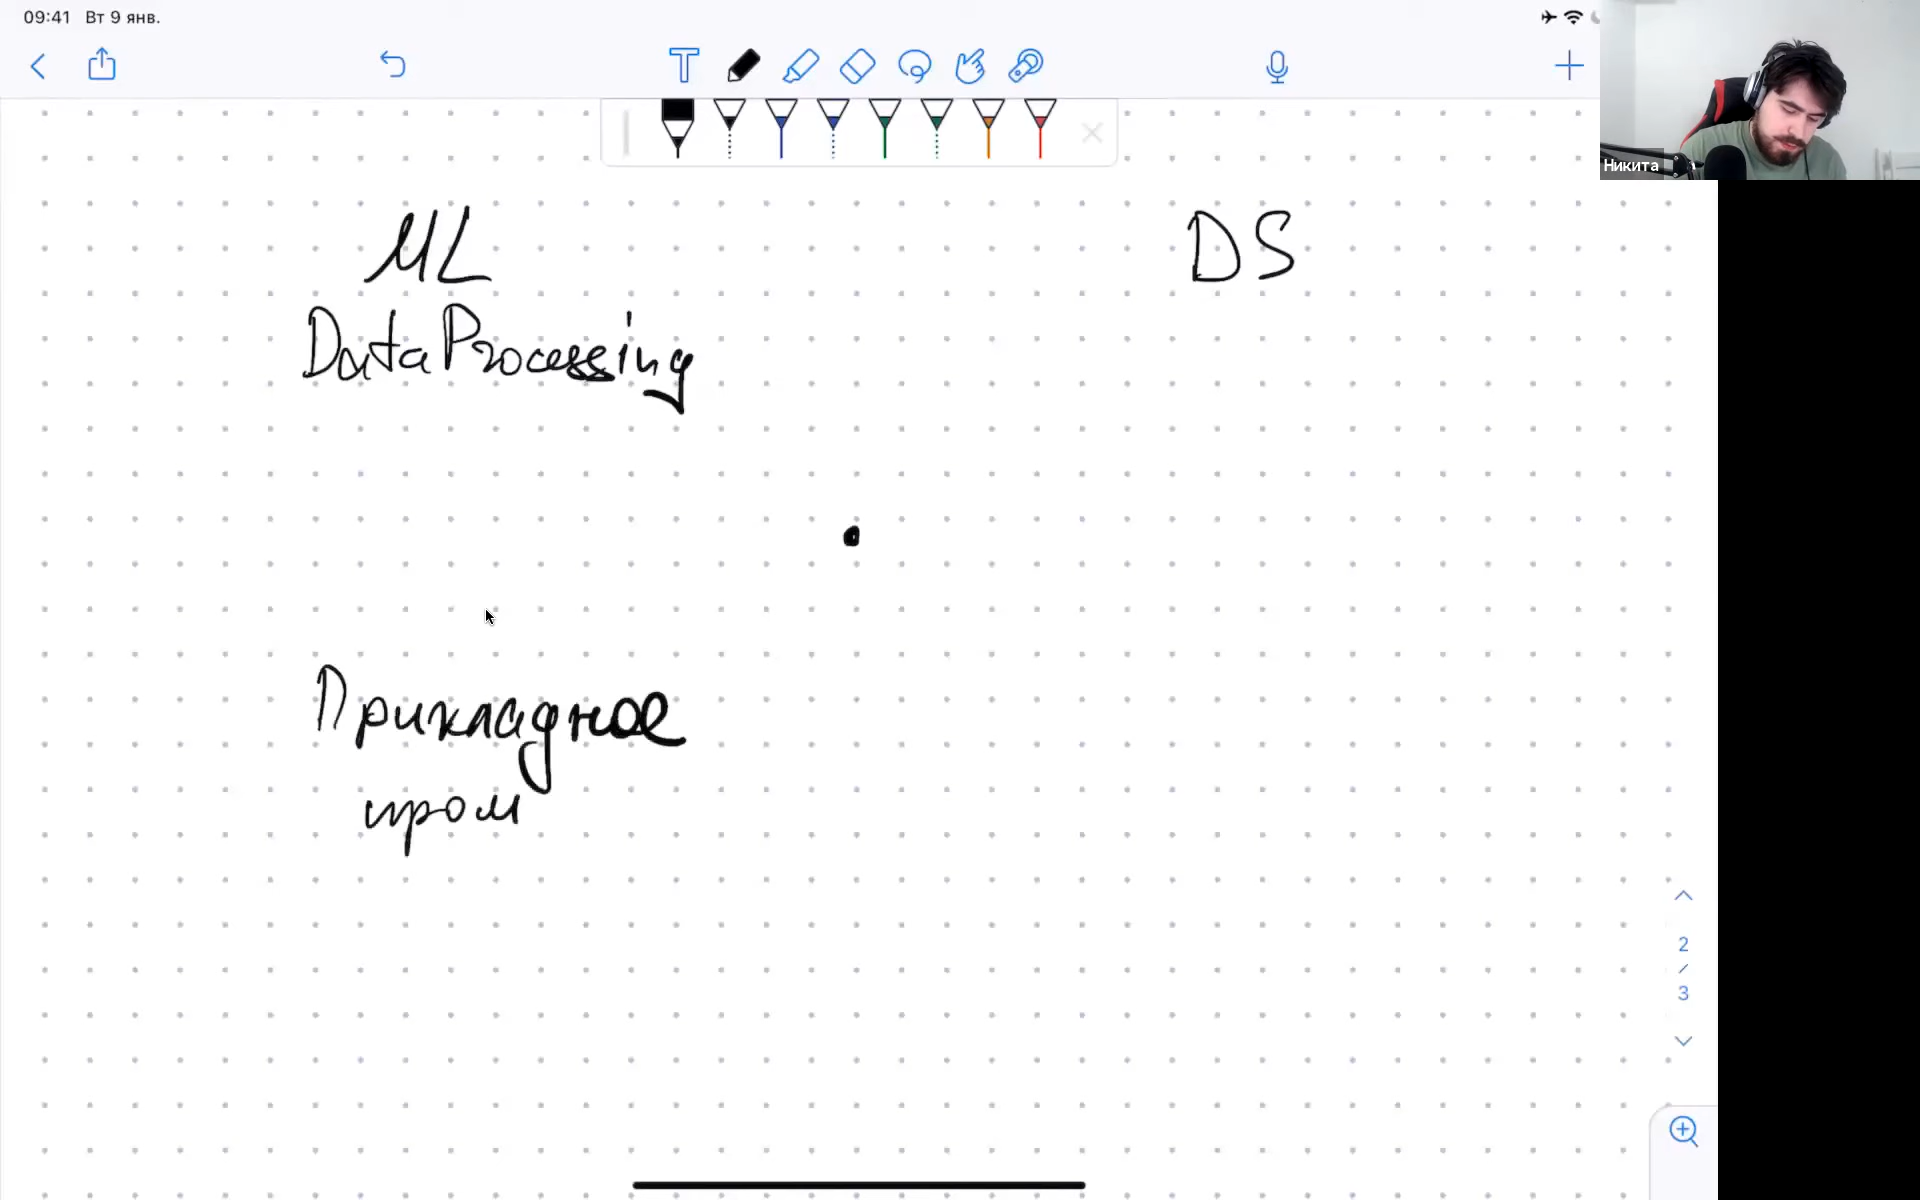 09:41 Вт 9 янв.
T
Никита
ML
DS
DataProcessing
Прикладное
пром
2
/
3